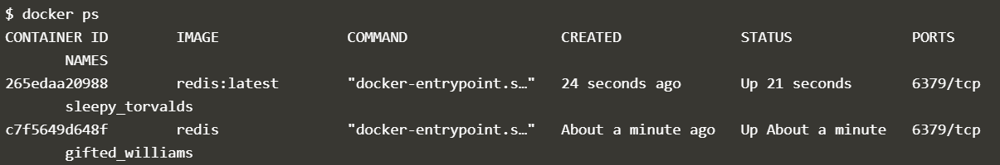 $ docker ps
CONTAINER ID        IMAGE               COMMAND                  CREATED              STATUS              PORTS
       NAMES
265edaa20988        redis:latest        "docker-entrypoint.s…"   24 seconds ago       Up 21 seconds       6379/tcp
       sleepy_torvalds
c7f5649d648f        redis               "docker-entrypoint.s…"   About a minute ago   Up About a minute   6379/tcp
       gifted_williams